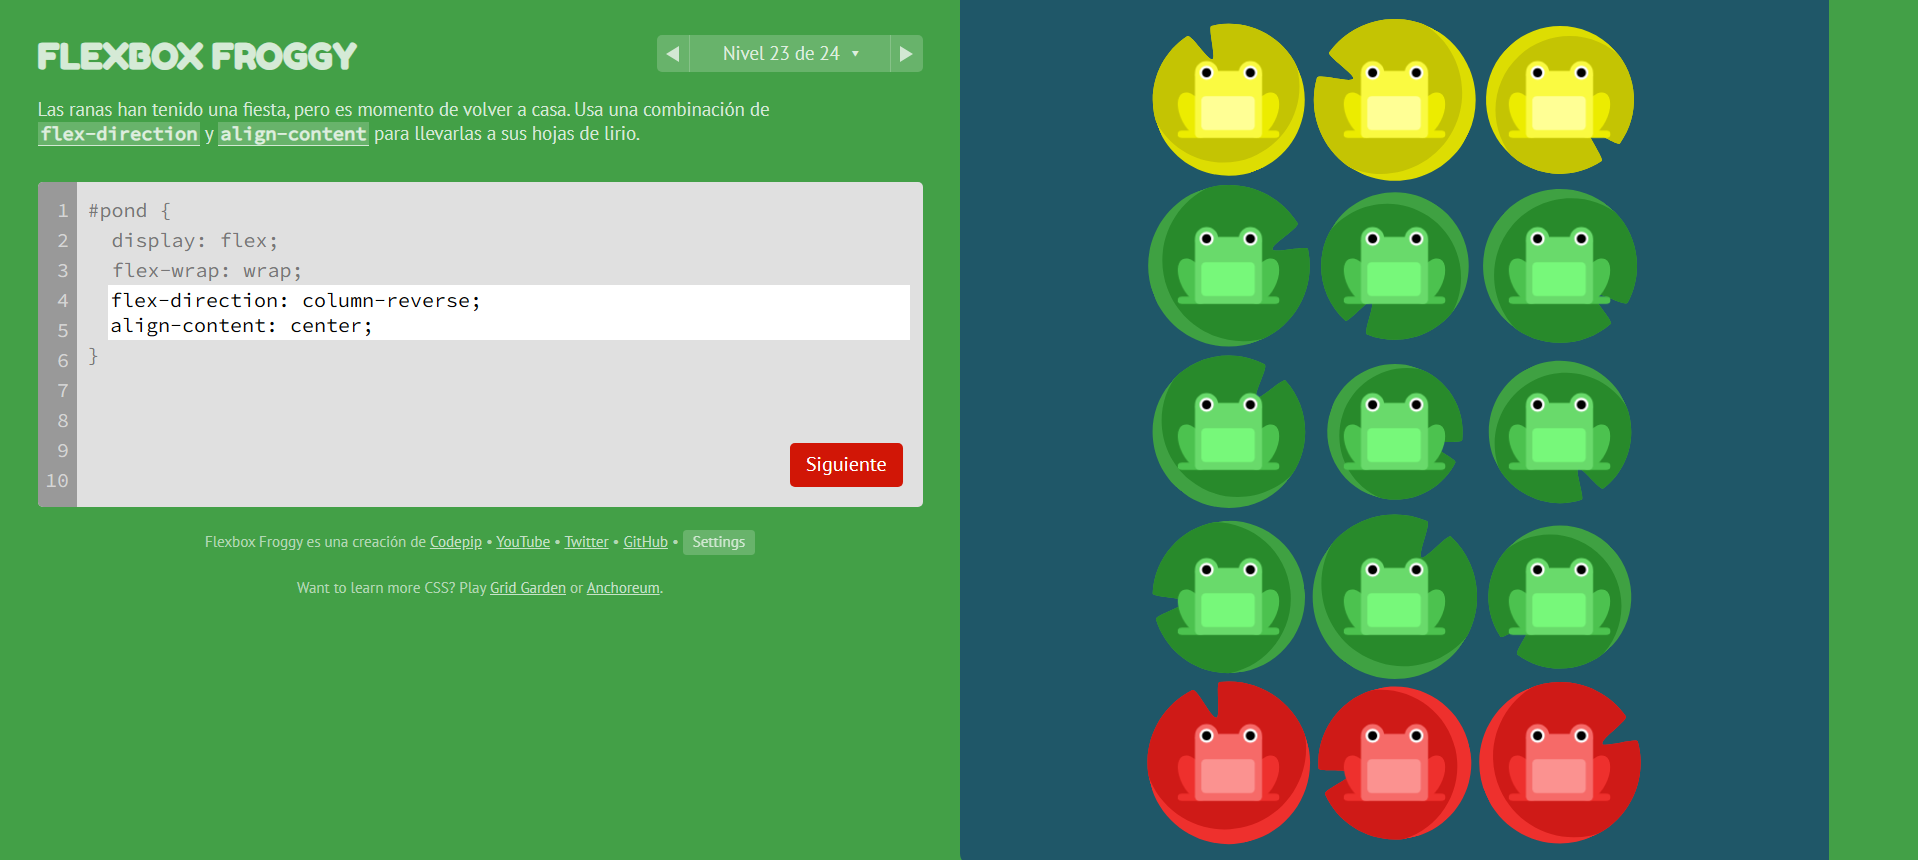 FLEXBOX FROGGY
◀ Nivel 23 de 24 ▾ ▶
Las ranas han tenido una fiesta, pero es momento de volver a casa. Usa una combinación de
flex-direction y align-content para llevarlas a sus hojas de lirio.
1 #pond {
2 display: flex;
3 flex-wrap: wrap;
4 flex-direction: column-reverse;
5 align-content: center;
6 }
7
8
9
10
Siguiente
Flexbox Froggy es una creación de Codepip • YouTube • Twitter • GitHub • Settings
Want to learn more CSS? Play Grid Garden or Anchoreum.